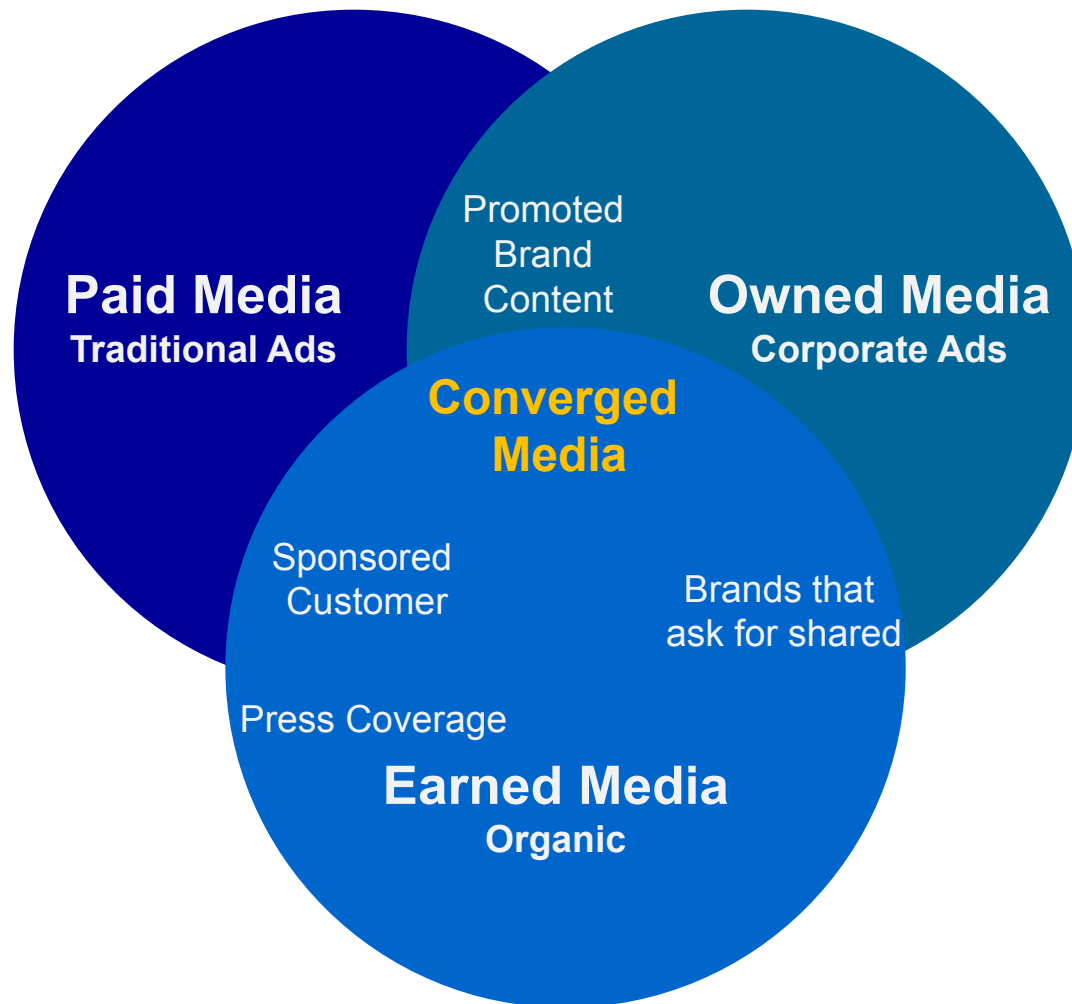 Promoted
Brand
Content
Paid Media
Traditional Ads
Owned Media
Corporate Ads
Converged
Media
Sponsored
Customer
Brands that
ask for shared
Press Coverage
Earned Media
Organic